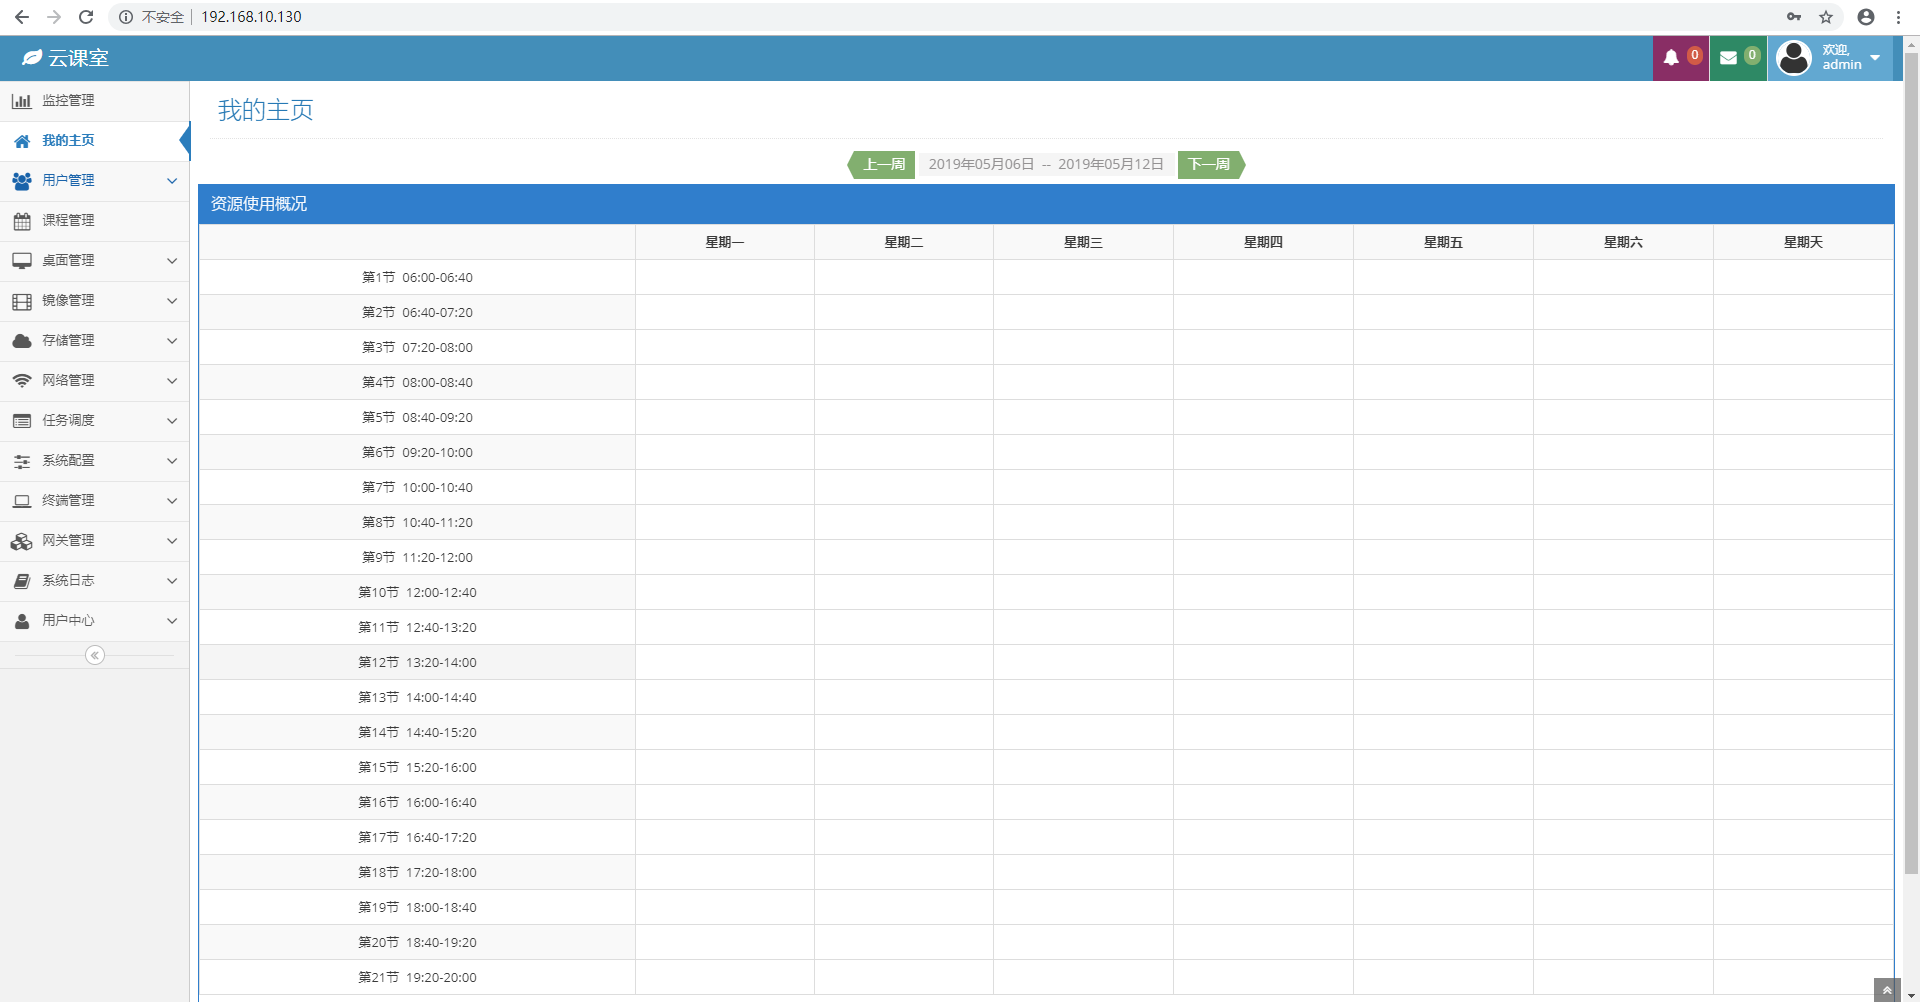 不安全 192.168.10.130
云课室
0
0
欢迎,
admin
监控管理
我的主页
用户管理
课程管理
桌面管理
镜像管理
存储管理
网络管理
任务调度
系统配置
终端管理
网关管理
系统日志
用户中心
我的主页
上一周 2019年05月06日 -- 2019年05月12日 下一周
资源使用概况
星期一 星期二 星期三 星期四 星期五 星期六 星期天
第1节 06:00-06:40
第2节 06:40-07:20
第3节 07:20-08:00
第4节 08:00-08:40
第5节 08:40-09:20
第6节 09:20-10:00
第7节 10:00-10:40
第8节 10:40-11:20
第9节 11:20-12:00
第10节 12:00-12:40
第11节 12:40-13:20
第12节 13:20-14:00
第13节 14:00-14:40
第14节 14:40-15:20
第15节 15:20-16:00
第16节 16:00-16:40
第17节 16:40-17:20
第18节 17:20-18:00
第19节 18:00-18:40
第20节 18:40-19:20
第21节 19:20-20:00